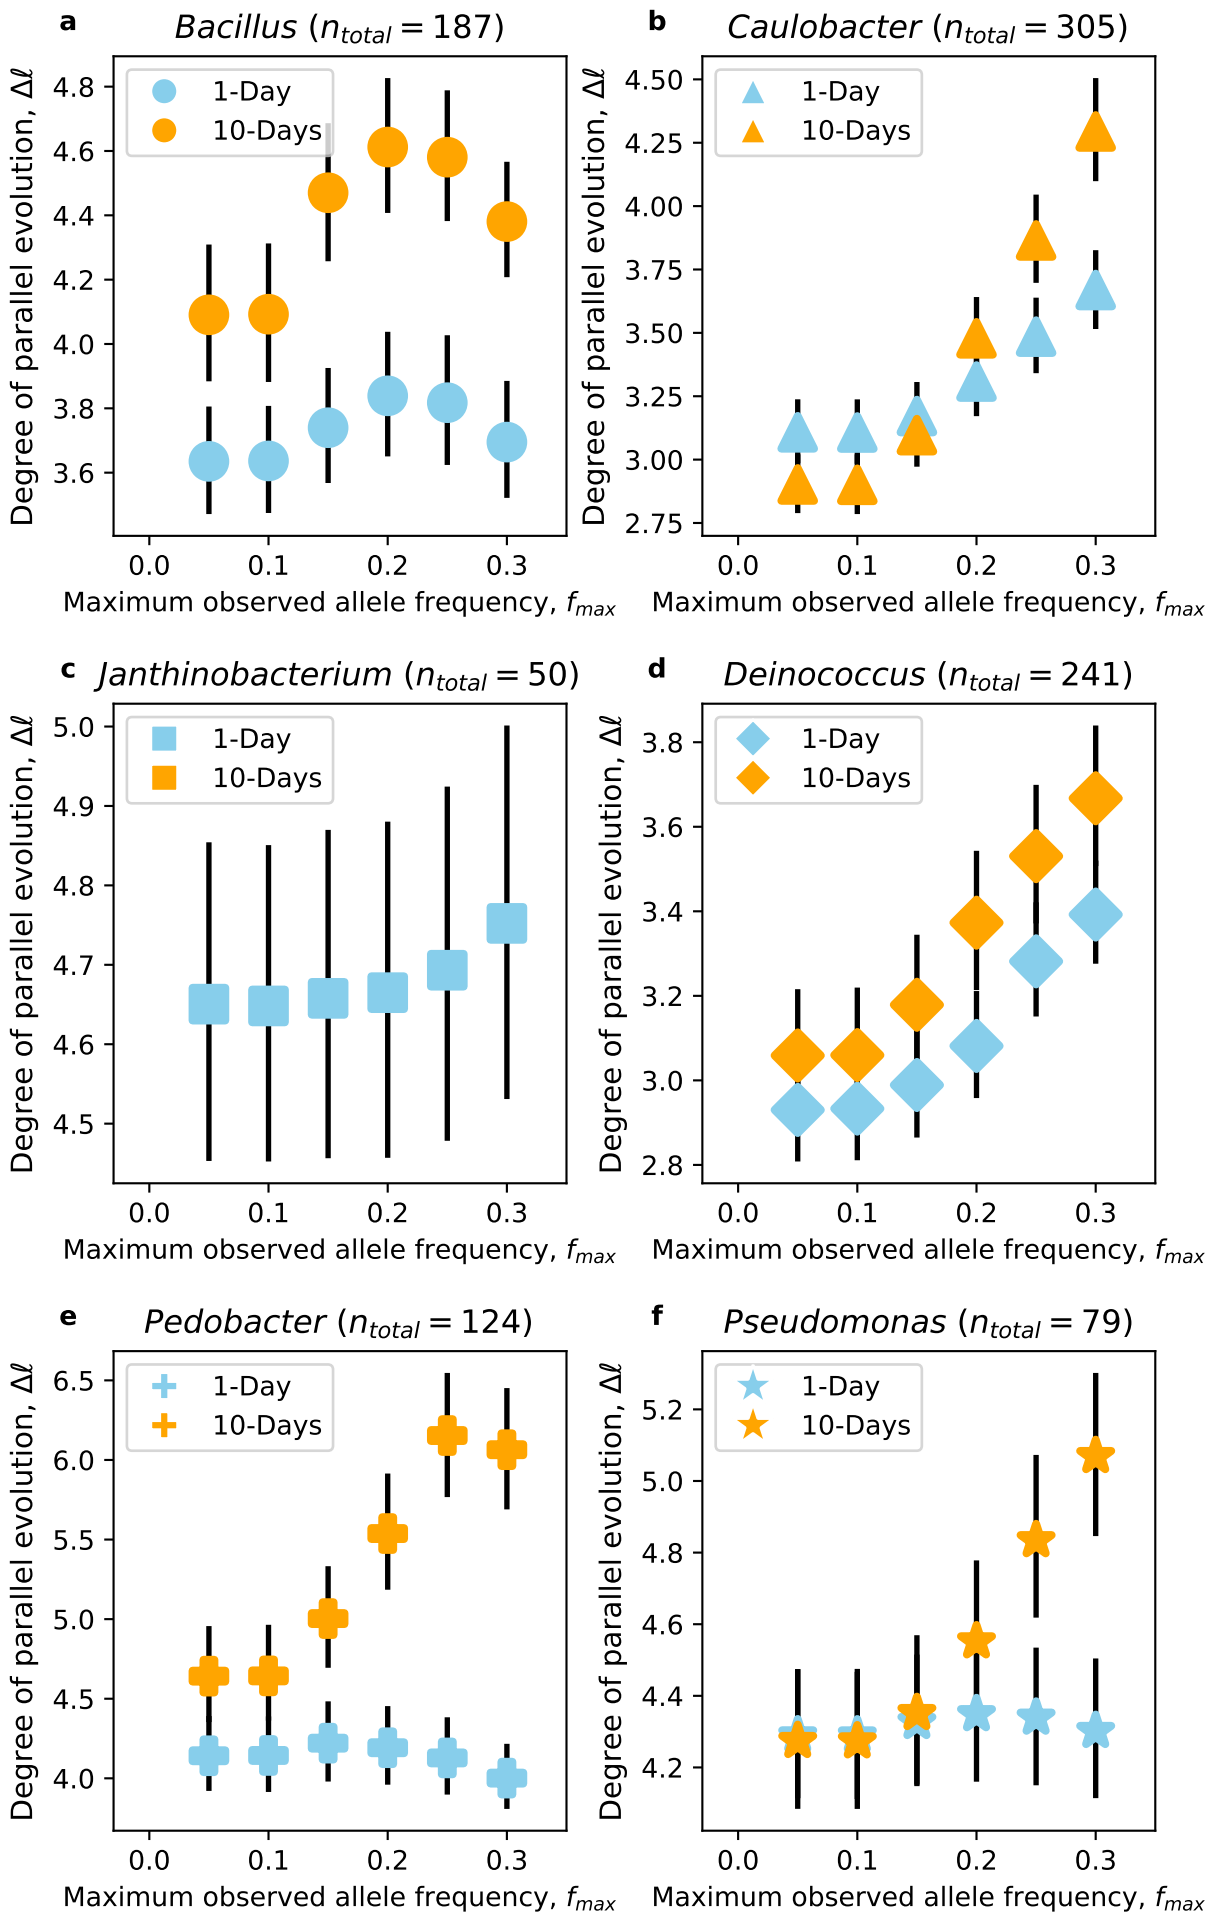 a Bacillus (n_total = 187)
Degree of parallel evolution, Δℓ
1-Day
10-Days
4.8
4.6
4.4
4.2
4.0
3.8
3.6
0.0 0.1 0.2 0.3
Maximum observed allele frequency, f_max
b Caulobacter (n_total = 305)
Degree of parallel evolution, Δℓ
1-Day
10-Days
4.50
4.25
4.00
3.75
3.50
3.25
3.00
2.75
0.0 0.1 0.2 0.3
Maximum observed allele frequency, f_max
c Janthinobacterium (n_total = 50)
Degree of parallel evolution, Δℓ
1-Day
10-Days
5.0
4.9
4.8
4.7
4.6
4.5
0.0 0.1 0.2 0.3
Maximum observed allele frequency, f_max
d Deinococcus (n_total = 241)
Degree of parallel evolution, Δℓ
1-Day
10-Days
3.8
3.6
3.4
3.2
3.0
2.8
0.0 0.1 0.2 0.3
Maximum observed allele frequency, f_max
e Pedobacter (n_total = 124)
Degree of parallel evolution, Δℓ
1-Day
10-Days
6.5
6.0
5.5
5.0
4.5
4.0
0.0 0.1 0.2 0.3
Maximum observed allele frequency, f_max
f Pseudomonas (n_total = 79)
Degree of parallel evolution, Δℓ
1-Day
10-Days
5.2
5.0
4.8
4.6
4.4
4.2
0.0 0.1 0.2 0.3
Maximum observed allele frequency, f_max